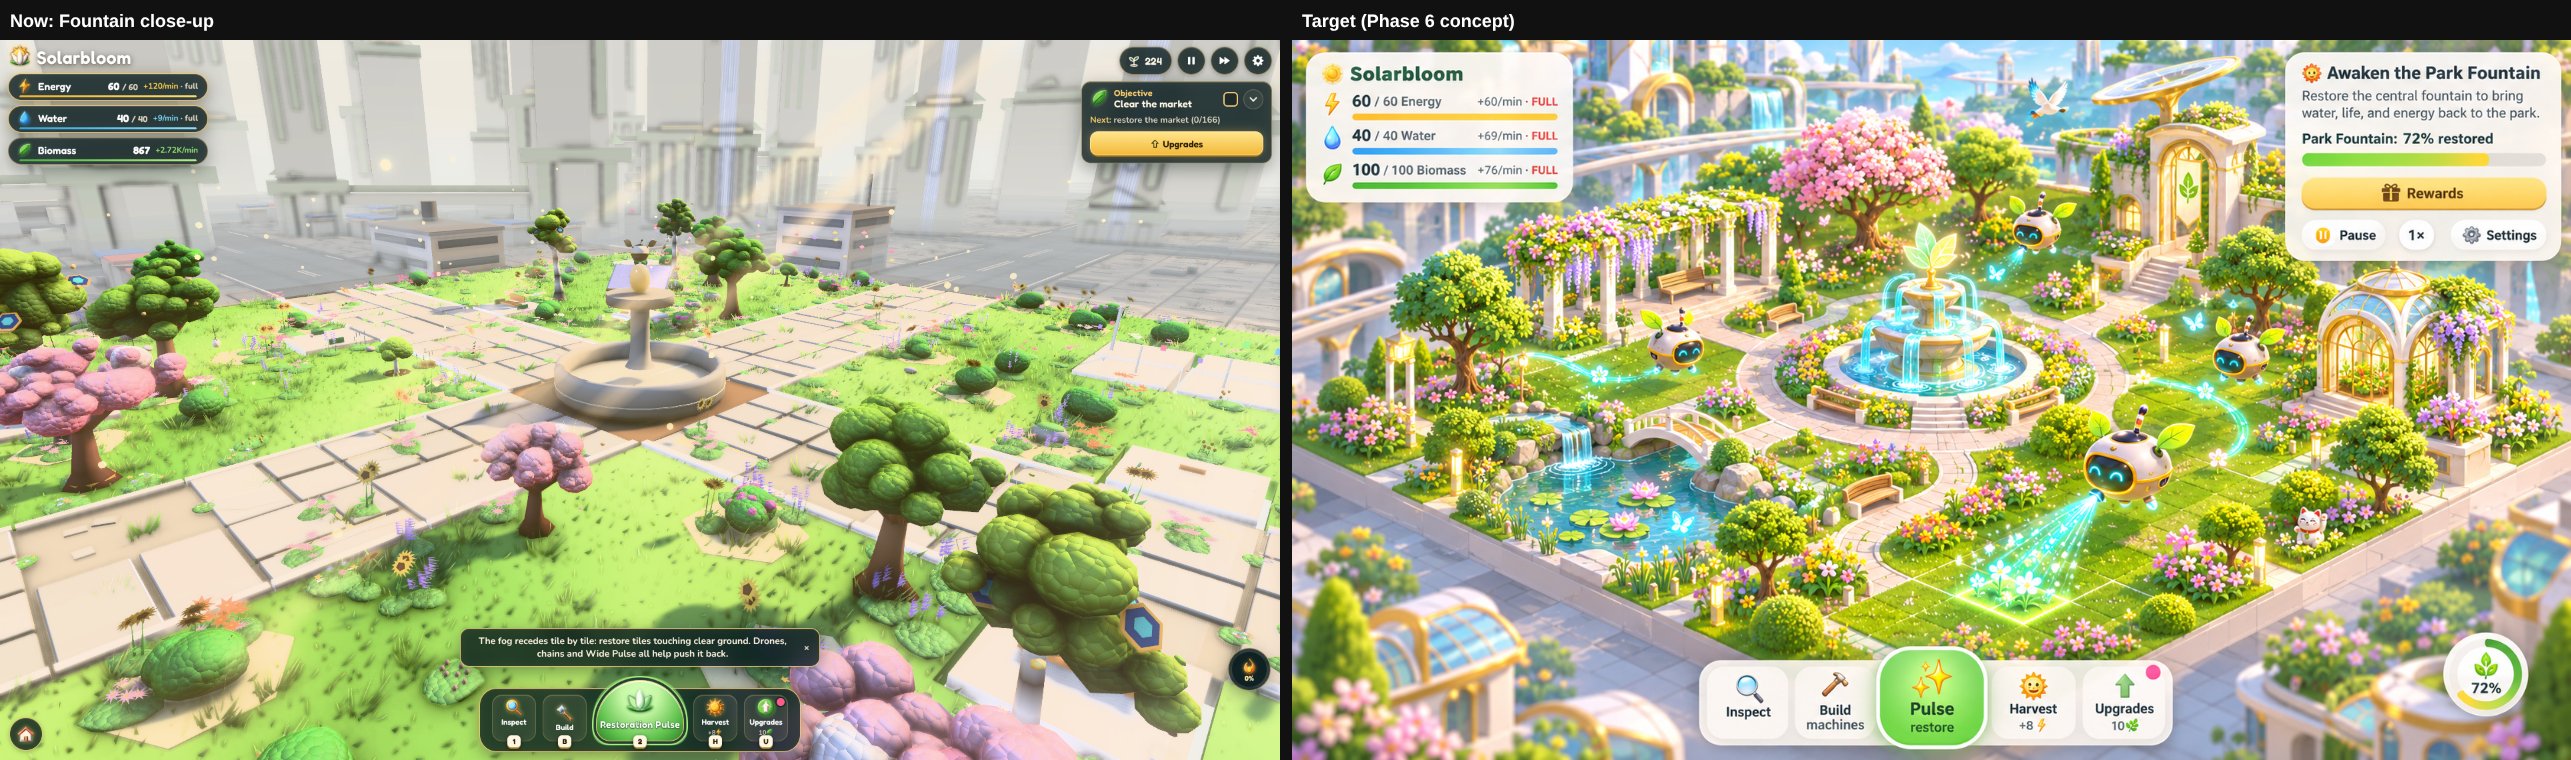 Now: Fountain close-up
Solarbloom
Energy 60 / 60 +120/min · full
Water 40 / 40 +9/min · full
Biomass 867 +2.72K/min
224
Objective
Clear the market
Next: restore the market (0/166)
Upgrades
The fog recedes tile by tile: restore tiles touching clear ground. Drones,
chains and Wide Pulse all help push it back.
×
Inspect
1
Build
B
Restoration Pulse
2
Harvest
+8
H
Upgrades
10
U
0%
Target (Phase 6 concept)
Solarbloom
60 / 60 Energy +60/min · FULL
40 / 40 Water +69/min · FULL
100 / 100 Biomass +76/min · FULL
Awaken the Park Fountain
Restore the central fountain to bring
water, life, and energy back to the park.
Park Fountain: 72% restored
Rewards
Pause
1×
Settings
Inspect
Build
machines
Pulse
restore
Harvest
+8
Upgrades
10
72%